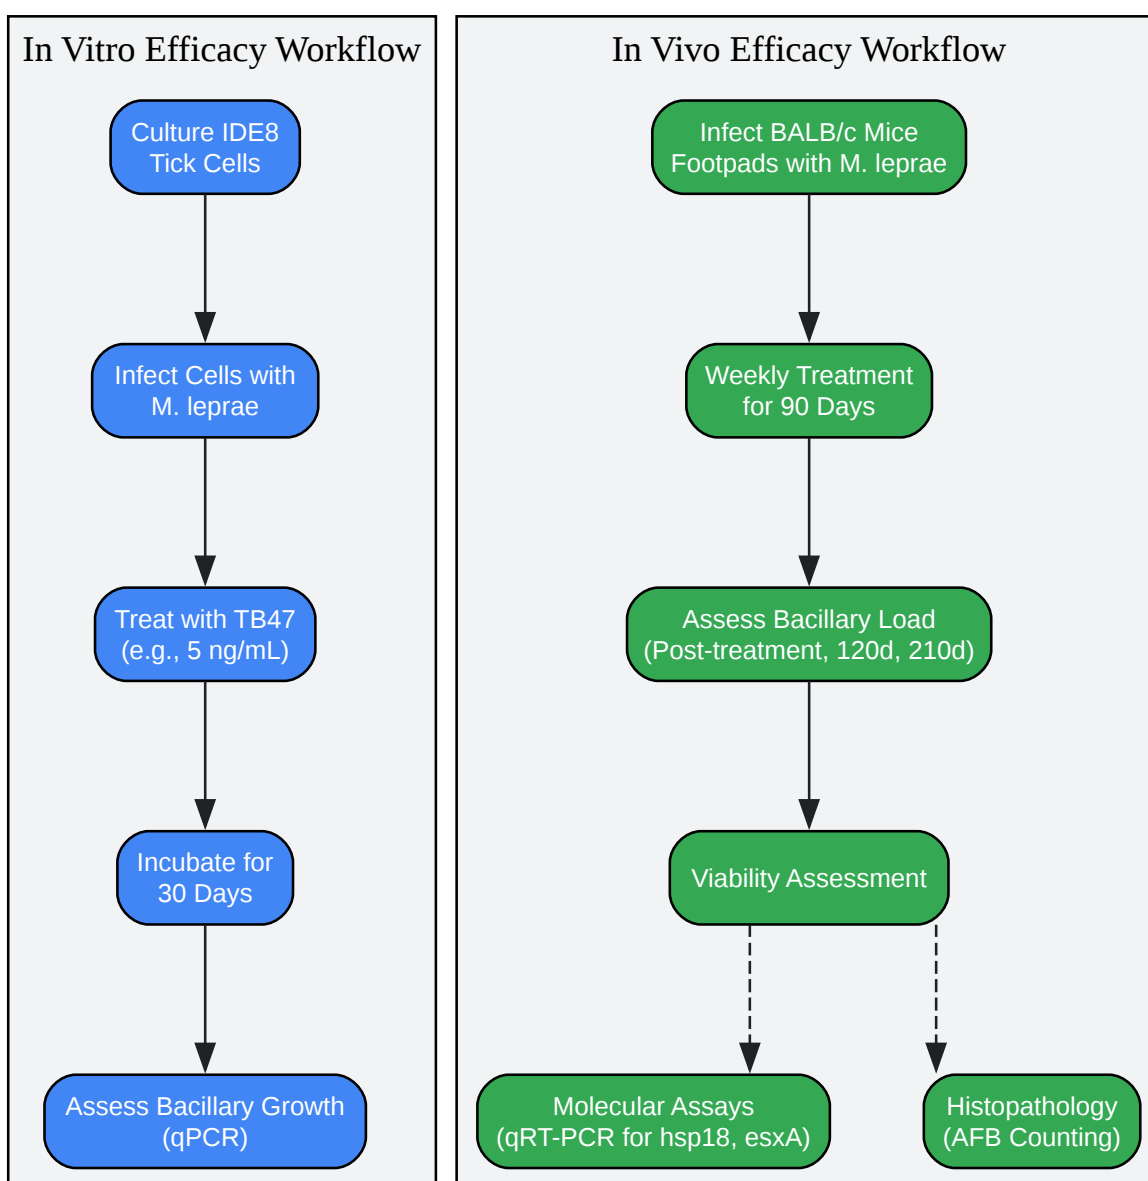 In Vitro Efficacy Workflow
Culture IDE8
Tick Cells
Infect Cells with
M. leprae
Treat with TB47
(e.g., 5 ng/mL)
Incubate for
30 Days
Assess Bacillary Growth
(qPCR)
In Vivo Efficacy Workflow
Infect BALB/c Mice
Footpads with M. leprae
Weekly Treatment
for 90 Days
Assess Bacillary Load
(Post-treatment, 120d, 210d)
Viability Assessment
Molecular Assays
(qRT-PCR for hsp18, esxA)
Histopathology
(AFB Counting)